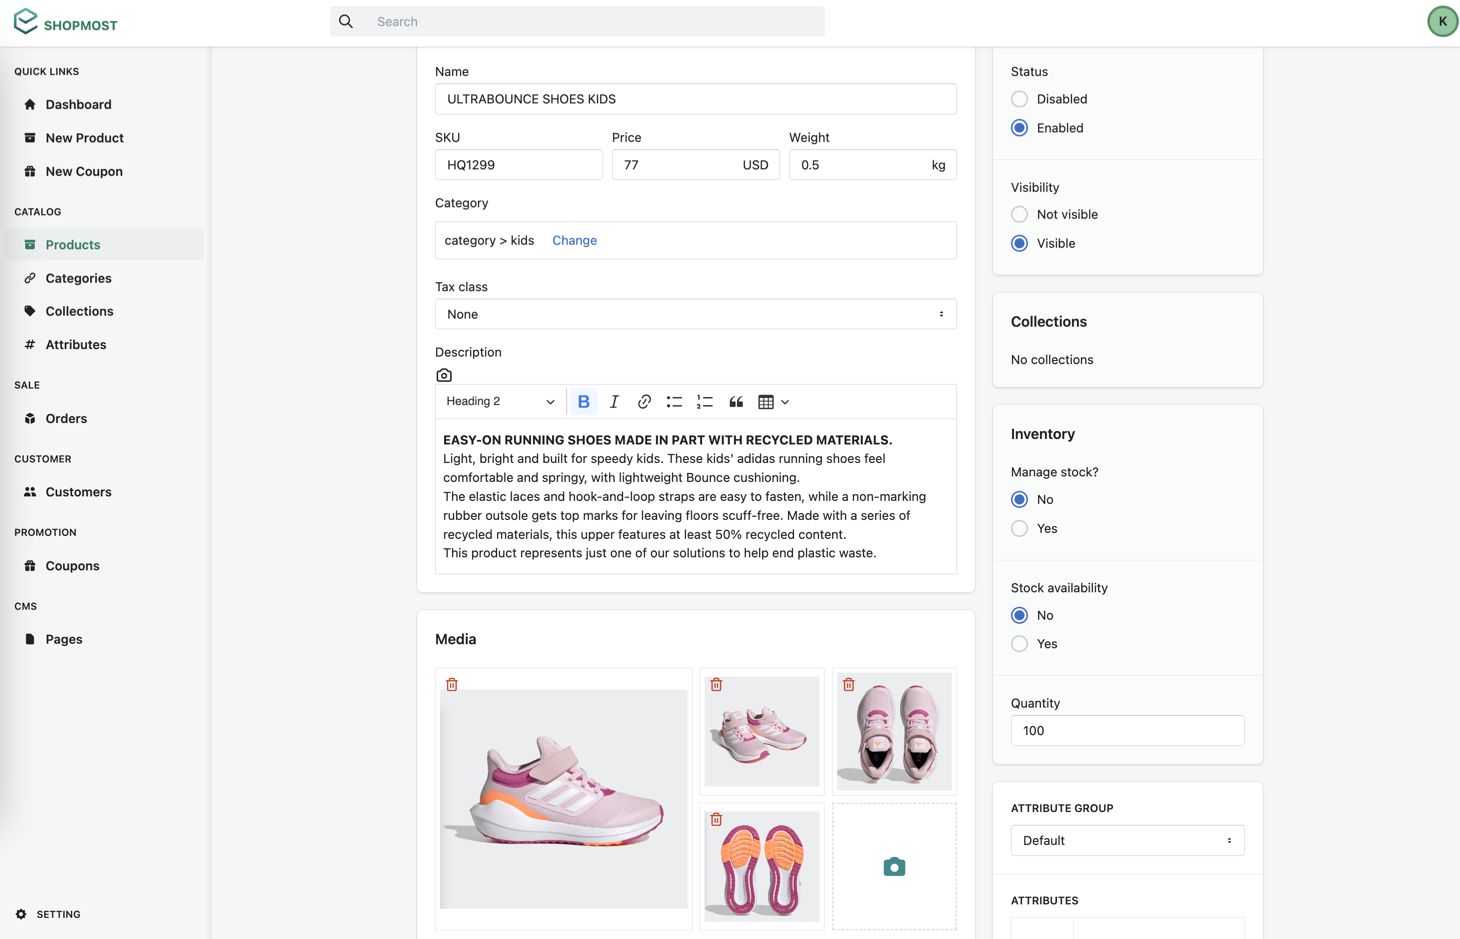 SHOPMOST
Search
K
QUICK LINKS
Dashboard
New Product
New Coupon
CATALOG
Products
Categories
Collections
Attributes
SALE
Orders
CUSTOMER
Customers
PROMOTION
Coupons
CMS
Pages
SETTING
Name
ULTRABOUNCE SHOES KIDS
SKU Price Weight
HQ1299 77 USD 0.5 kg
Category
category > kids Change
Tax class
None
Description
Heading 2 B I
EASY-ON RUNNING SHOES MADE IN PART WITH RECYCLED MATERIALS.
Light, bright and built for speedy kids. These kids' adidas running shoes feel
comfortable and springy, with lightweight Bounce cushioning.
The elastic laces and hook-and-loop straps are easy to fasten, while a non-marking
rubber outsole gets top marks for leaving floors scuff-free. Made with a series of
recycled materials, this upper features at least 50% recycled content.
This product represents just one of our solutions to help end plastic waste.
Media
Status
Disabled
Enabled
Visibility
Not visible
Visible
Collections
No collections
Inventory
Manage stock?
No
Yes
Stock availability
No
Yes
Quantity
100
ATTRIBUTE GROUP
Default
ATTRIBUTES